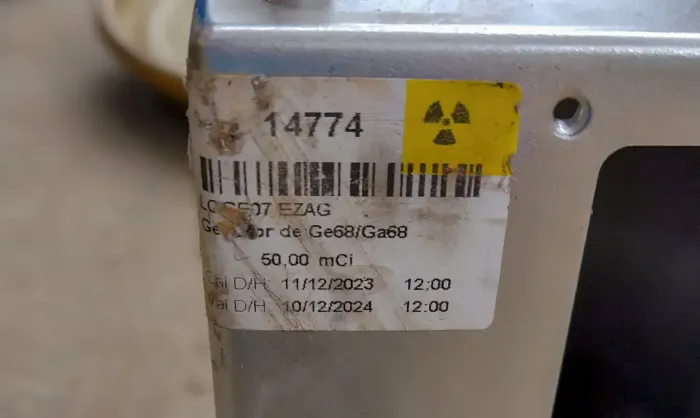 14774
EZAG
de Ge68/Ga68
50,00 mCi
D/H 11/12/2023 12:00
D/H 10/12/2024 12:00